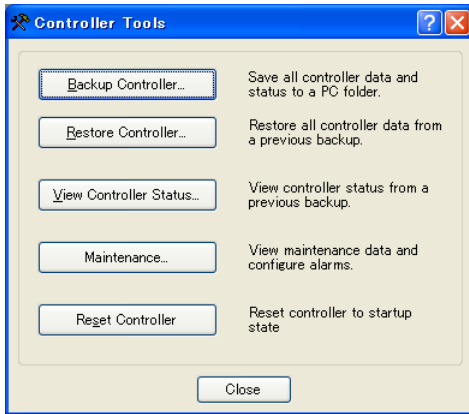 Controller Tools
Backup Controller...
Save all controller data and
status to a PC folder.
Restore Controller...
Restore all controller data from
a previous backup.
View Controller Status...
View controller status from a
previous backup.
Maintenance...
View maintenance data and
configure alarms.
Reset Controller
Reset controller to startup
state
Close